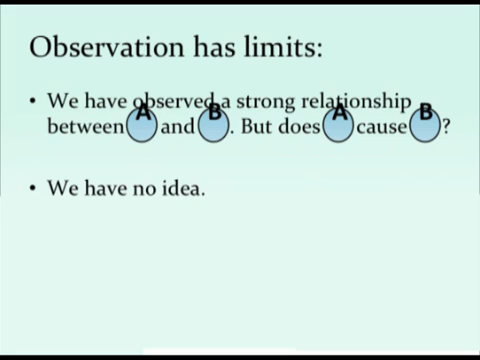 Observation has limits:
• We have observed a strong relationship
between A and B. But does A cause B?
• We have no idea.